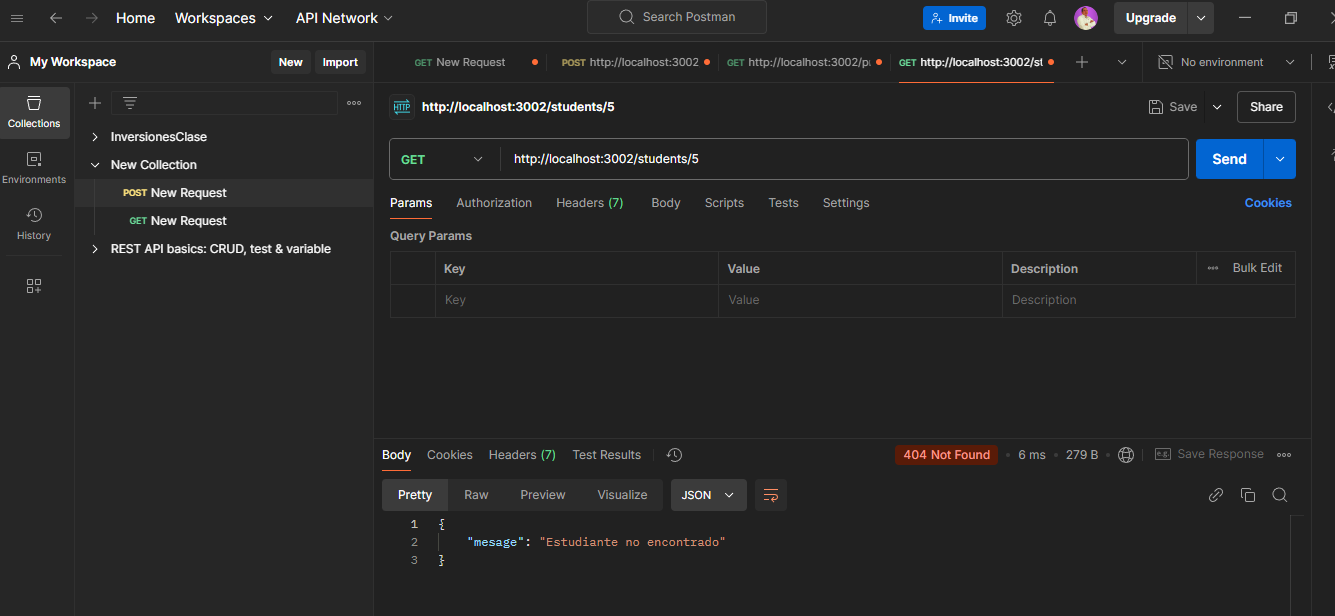 Home Workspaces API Network Search Postman Invite Upgrade
My Workspace New Import GET New Request POST http://localhost:3002 GET http://localhost:3002/pu GET http://localhost:3002/st No environment
Collections
Environments
History
InversionesClase
New Collection
POST New Request
GET New Request
REST API basics: CRUD, test & variable
HTTP http://localhost:3002/students/5 Save Share
GET http://localhost:3002/students/5 Send
Params Authorization Headers (7) Body Scripts Tests Settings Cookies
Query Params
Key Value Description Bulk Edit
Key Value Description
Body Cookies Headers (7) Test Results 404 Not Found 6 ms 279 B e.g. Save Response
Pretty Raw Preview Visualize JSON
1 {
2 "mesage": "Estudiante no encontrado"
3 }